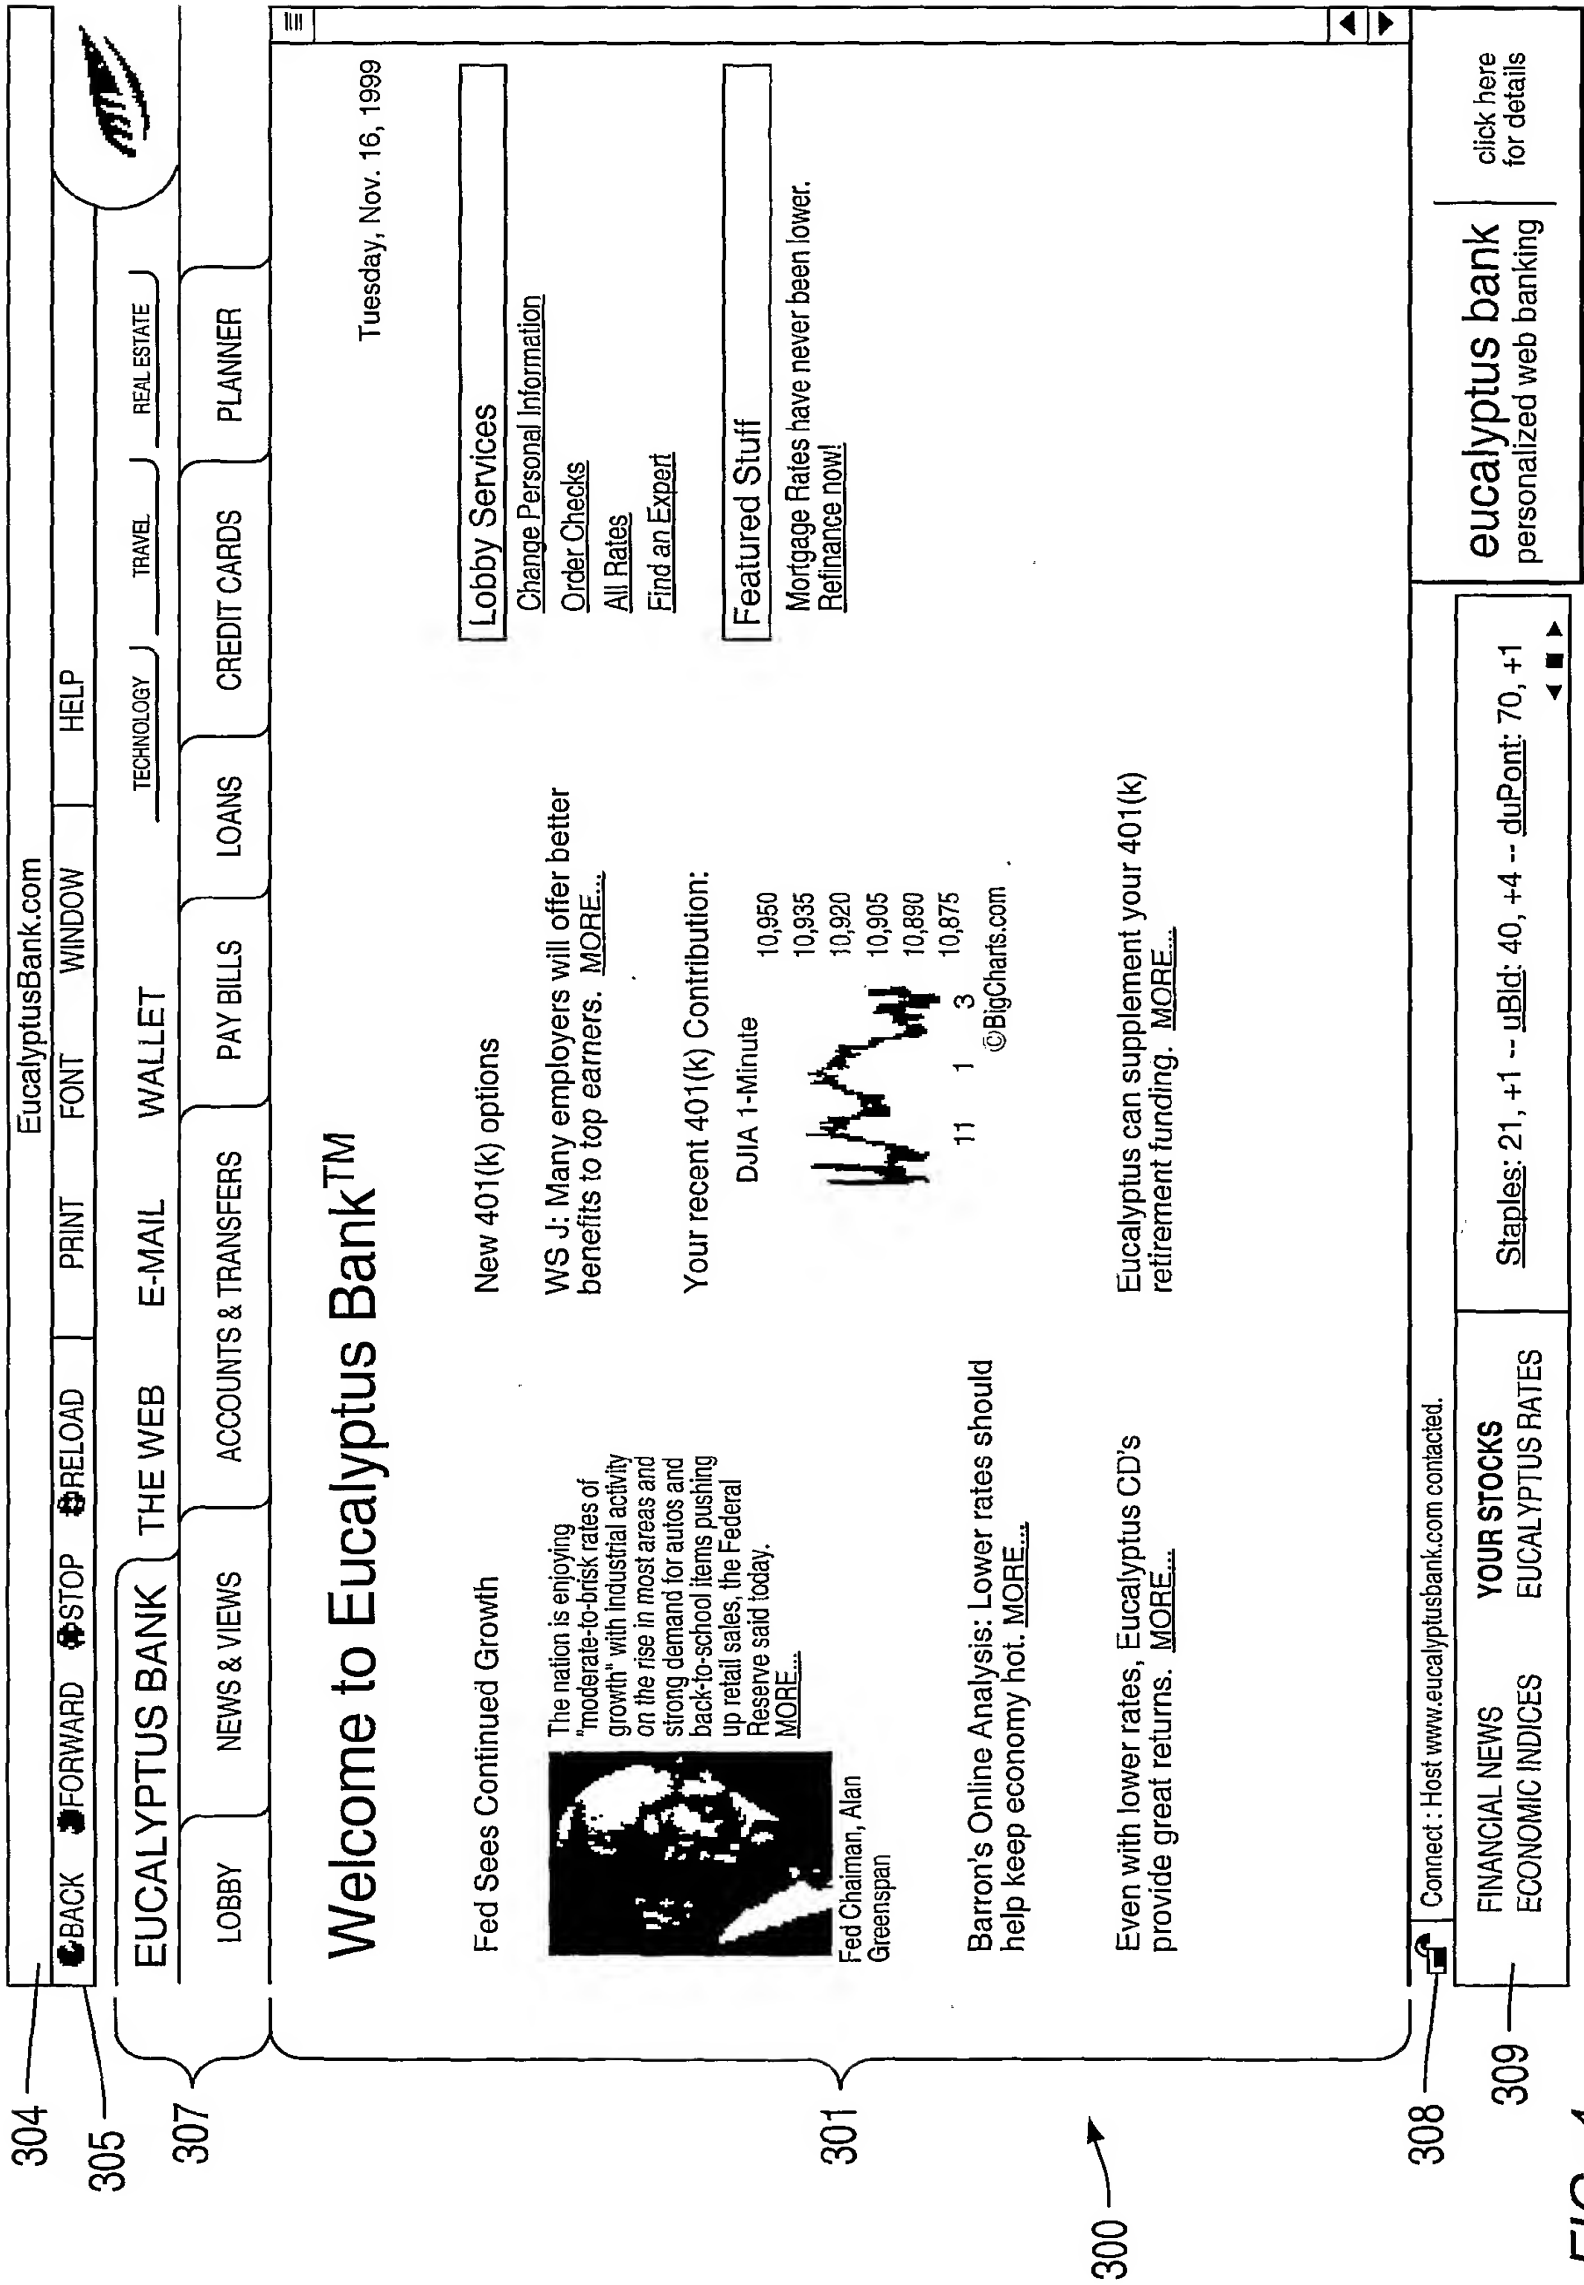 304
EucalyptusBank.com
305
BACK FORWARD STOP RELOAD PRINT FONT WINDOW HELP
307
EUCALYPTUS BANK THE WEB E-MAIL WALLET TECHNOLOGY TRAVEL REAL ESTATE
LOBBY NEWS & VIEWS ACCOUNTS & TRANSFERS PAY BILLS LOANS CREDIT CARDS PLANNER
Welcome to Eucalyptus Bank™
Tuesday, Nov. 16, 1999
Fed Sees Continued Growth
The nation is enjoying
"moderate-to-brisk rates of
growth" with industrial activity
on the rise in most areas and
strong demand for autos and
back-to-school items pushing
up retail sales, the Federal
Reserve said today.
MORE...
Fed Chaiman, Alan
Greenspan
Barron's Online Analysis: Lower rates should
help keep economy hot. MORE...
Even with lower rates, Eucalyptus CD's
provide great returns. MORE...
New 401(k) options
WS J: Many employers will offer better
benefits to top earners. MORE...
Your recent 401(k) Contribution:
DJIA 1-Minute
10,950
10,935
10,920
10,905
10,890
10,875
11 1 3
©BigCharts.com
Eucalyptus can supplement your 401(k)
retirement funding. MORE...
Lobby Services
Change Personal Information
Order Checks
All Rates
Find an Expert
Featured Stuff
Mortgage Rates have never been lower.
Refinance now!
301
300
308
Connect : Host www.eucalyptusbank.com contacted.
309
FINANCIAL NEWS YOUR STOCKS
ECONOMIC INDICES EUCALYPTUS RATES
Staples: 21, +1 -- uBid: 40, +4 -- duPont: 70, +1
eucalyptus bank
personalized web banking
click here
for details